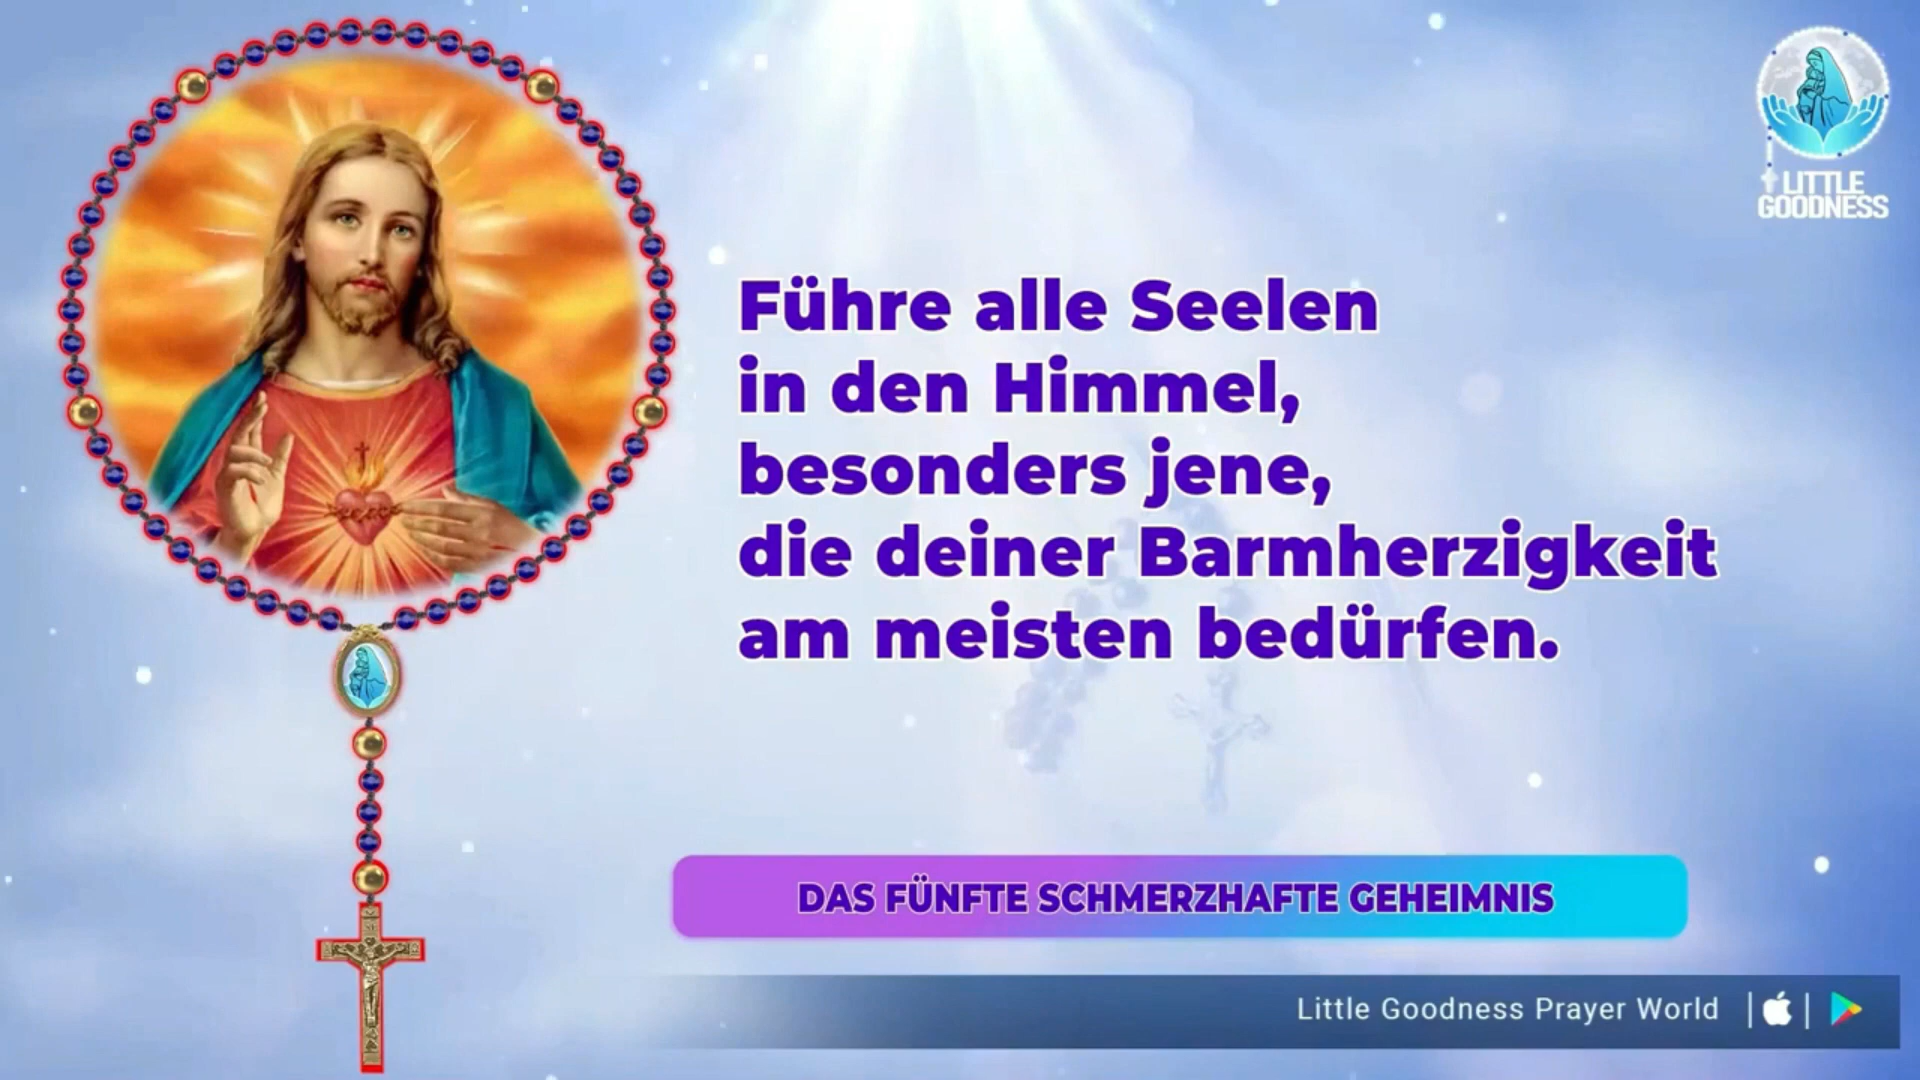 LITTLE
GOODNESS
Führe alle Seelen
in den Himmel,
besonders jene,
die deiner Barmherzigkeit
am meisten bedürfen.
DAS FÜNFTE SCHMERZHAFTE GEHEIMNIS
Little Goodness Prayer World